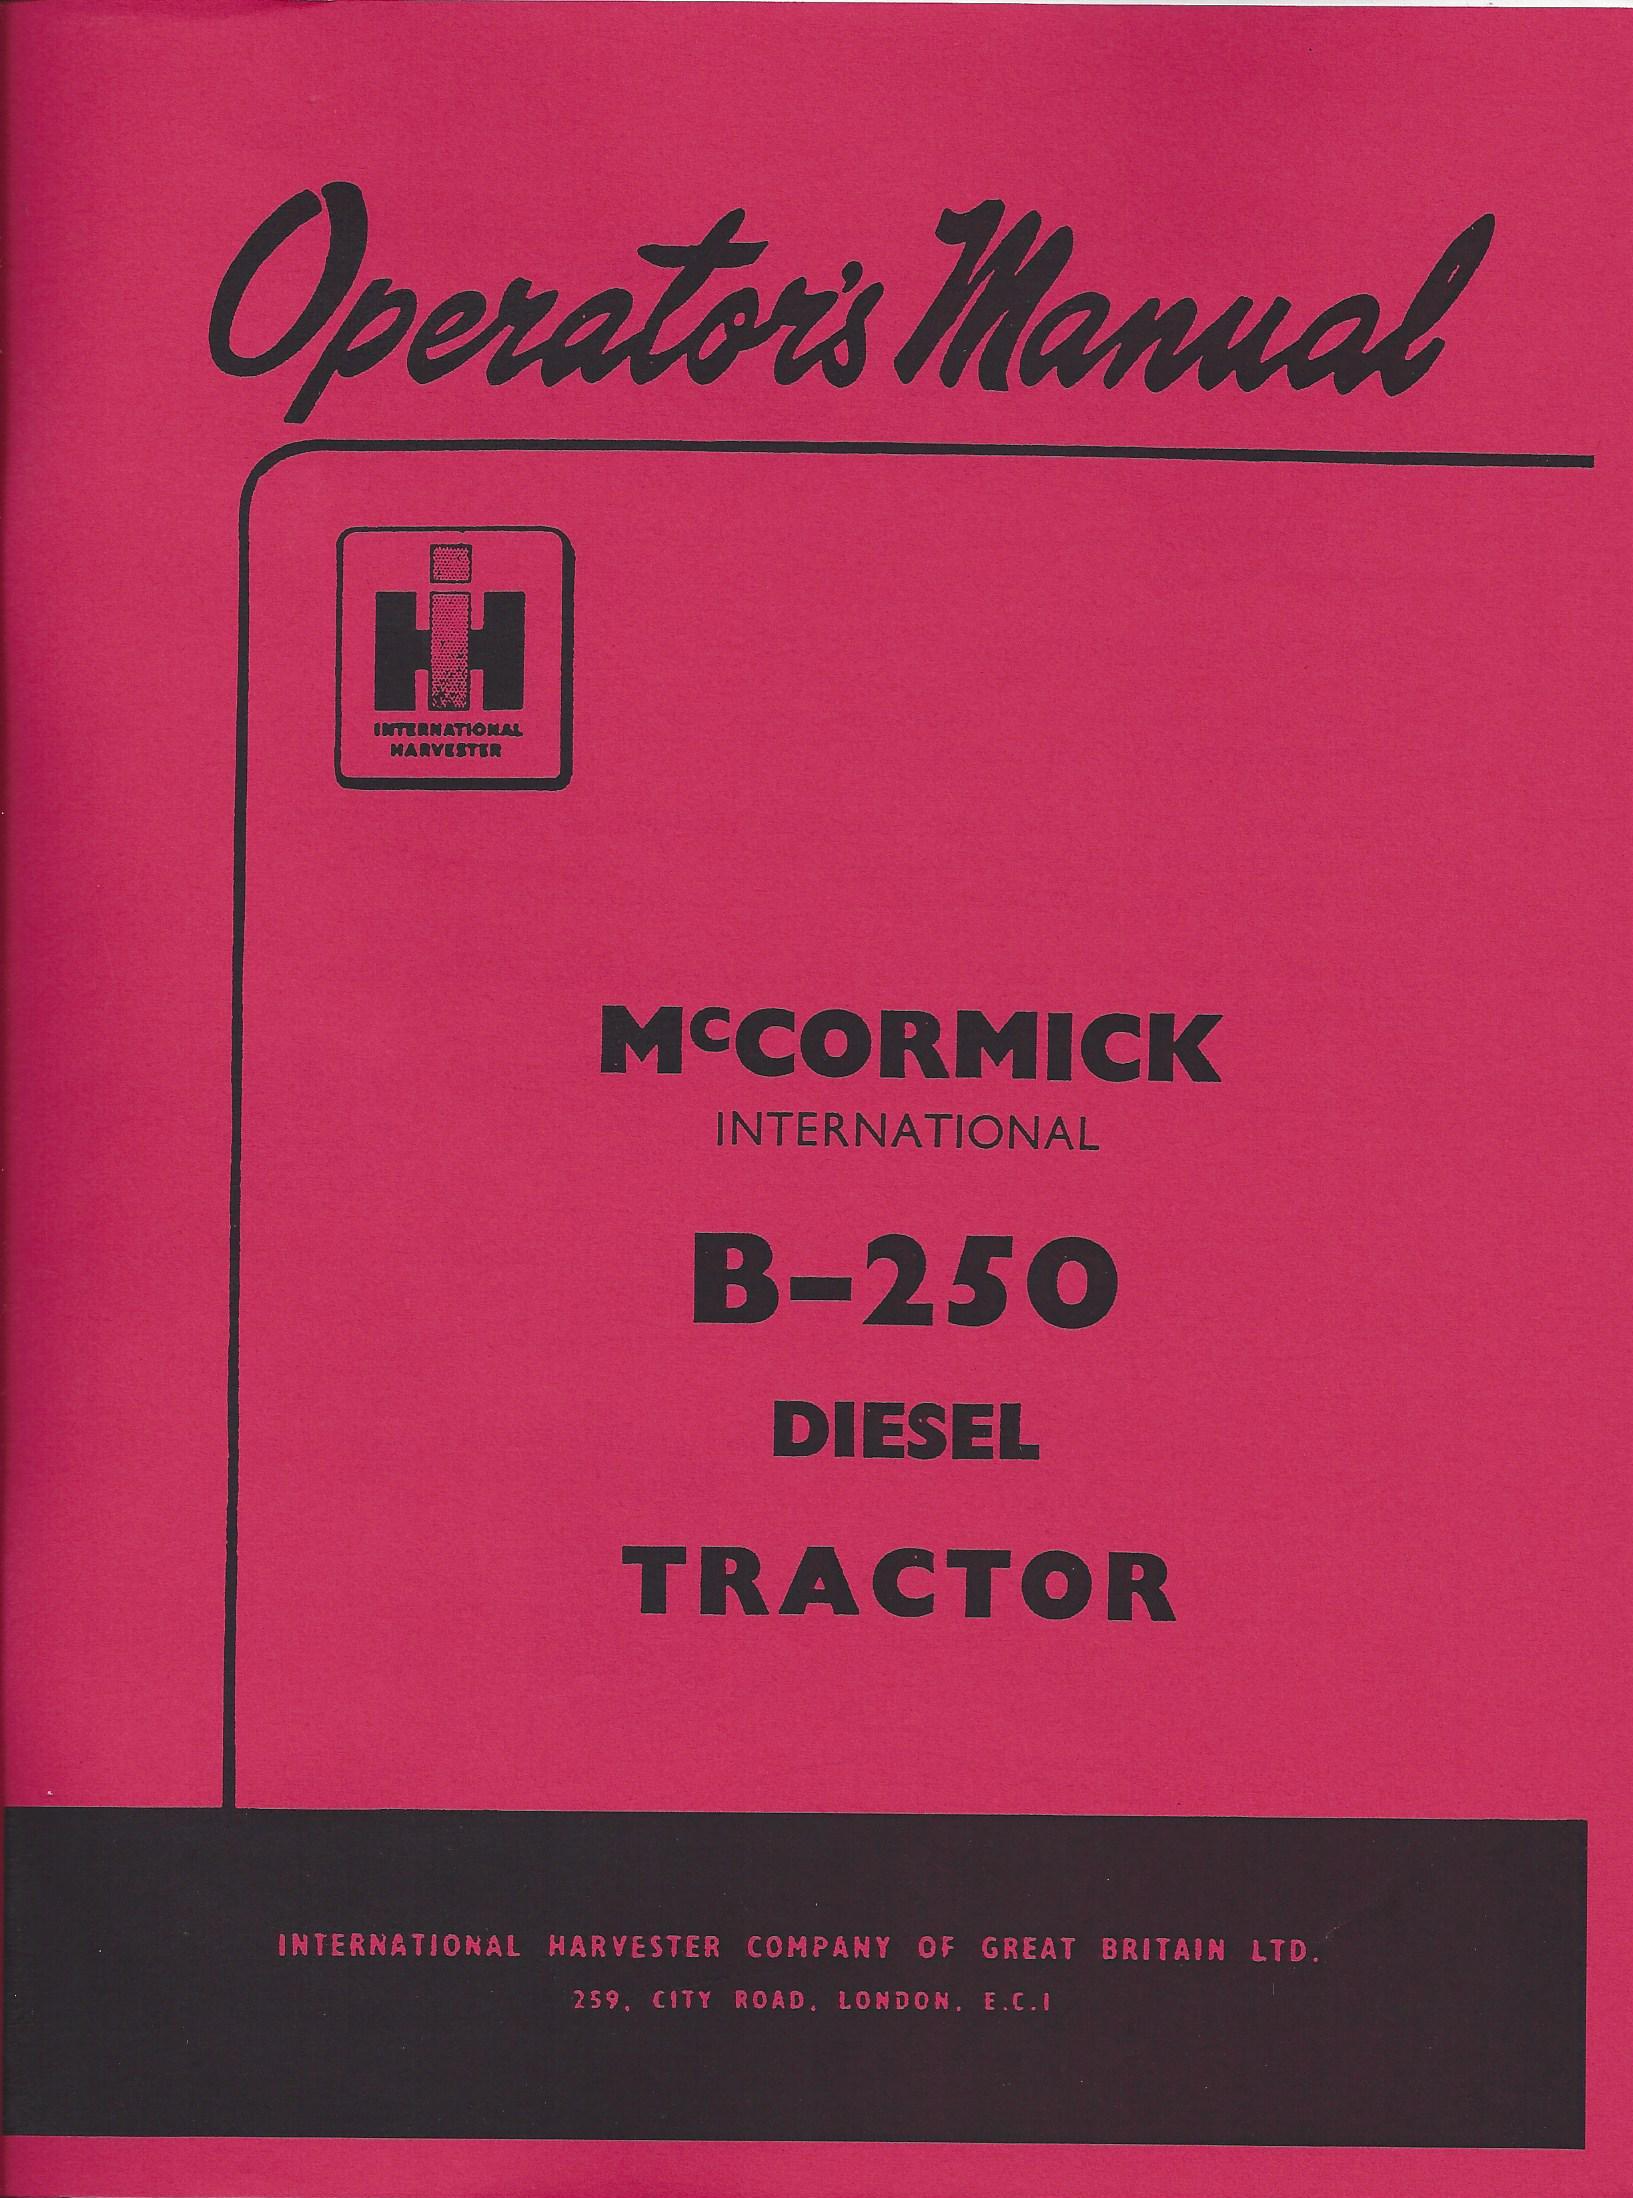 Operator's Manual
IH
INTERNATIONAL
HARVESTER
McCORMICK
INTERNATIONAL
B-250
DIESEL
TRACTOR
INTERNATIONAL HARVESTER COMPANY OF GREAT BRITAIN LTD.
259, CITY ROAD, LONDON, E.C.1